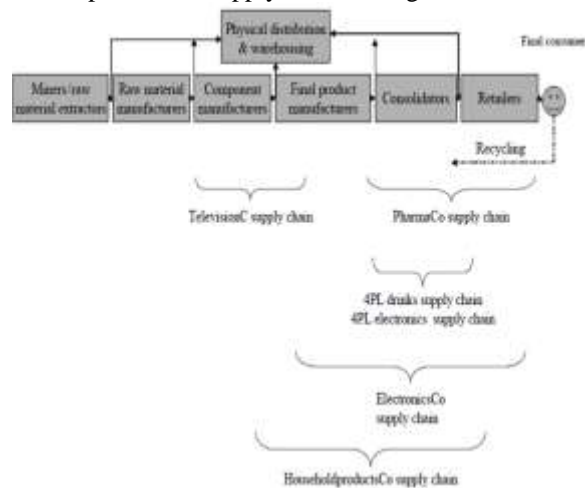 Physical distribution
& warehousing
Final consumer
Miners/raw
material extractors
Raw material
manufacturers
Component
manufacturers
Final product
manufacturers
Consolidators
Retailers
Recycling
TelevisionC supply chain
PharmaCo supply chain
4PL drinks supply chain
4PL electronics supply chain
ElectronicsCo
supply chain
HouseholdproductsCo supply chain